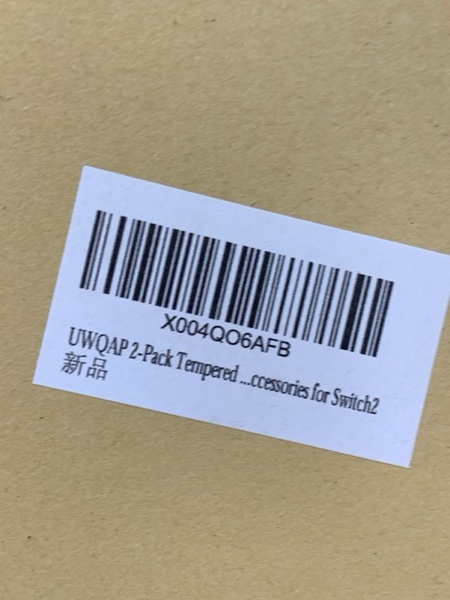 X004QO6AFB
UWQAP 2-Pack Tempered ...ccessories for Switch2
新品